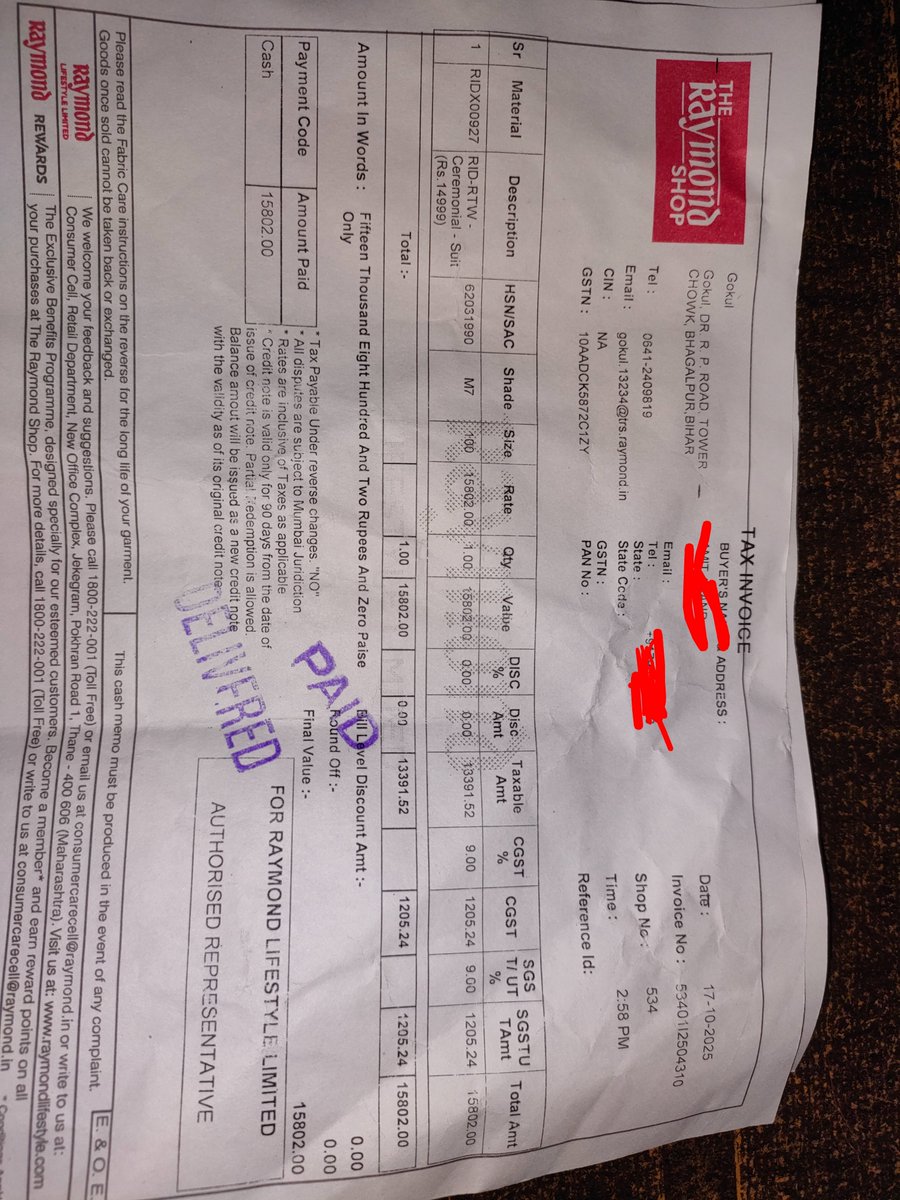 THE
Raymond
SHOP
TAX INVOICE
Gokul
Gokul, DR. R. P. ROAD, TOWER
CHOWK, BHAGALPUR,BIHAR
Tel : 0641-2409819
Email : gokul.13234@trs.raymond.in
CIN : NA
GSTN : 10AADCK5872C1ZY
BUYER'S ADDRESS :
Email :
Tel :
State :
State Code :
GSTN :
PAN No :
Date : 17-10-2025
Invoice No : 53401I2504310
Shop No : 534
Time : 2:58 PM
Reference Id:
Sr Material Description HSN/SAC Shade Size Rate Qty Value DISC % Disc Amt Taxable Amt CGST % CGST SGS T/ UT % SGSTU TAmt Total Amt
1 RIDX00927 RID-RTW - Ceremonial - Suit (Rs.14999) 62031990 M7 100 15802.00 1.00 15802.00 0.00 0.00 13391.52 9.00 1205.24 9.00 1205.24 15802.00
Total :- 1.00 15802.00 0.00 13391.52 1205.24 1205.24 15802.00
Amount In Words : Fifteen Thousand Eight Hundred And Two Rupees And Zero Paise
Only
Bill Level Discount Amt :- 0.00
Round Off :- 0.00
Final Value :- 15802.00
Payment Code Amount Paid
Cash 15802.00
* Tax Payable Under reverse changes "NO"
* All disputes are subject to Mumbai Juridiction
* Rates are inclusive of Taxes as applicable
* Credit note is valid only for 90 days from the date of
issue of credit note. Partial Redemption is allowed.
Balance amout will be issued as a new credit note
with the validity as of its original credit note
PAID
DELIVERED
FOR RAYMOND LIFESTYLE LIMITED
AUTHORISED REPRESENTATIVE
Please read the Fabric Care instructions on the reverse for the long life of your garment.
Goods once sold cannot be taken back or exchanged.
This cash memo must be produced in the event of any complaint.
E. & O. E.
Raymond
LIFESTYLE LIMITED
We welcome your feedback and suggestions. Please call 1800-222-001 (Toll Free) or email us at consumercarecell@raymond.in or write to us at:
Consumer Cell, Retail Department, New Office Complex, Jekegram, Pokhran Road 1, Thane - 400 606 (Maharashtra). Visit us at: www.raymondlifestyle.com
Raymond REWARDS
The Exclusive Benefits Programme, designed specially for our esteemed customers. Become a member* and earn reward points on all
your purchases at The Raymond Shop. For more details, call 1800-222-001 (Toll Free) or write to us at consumercarecell@raymond.in